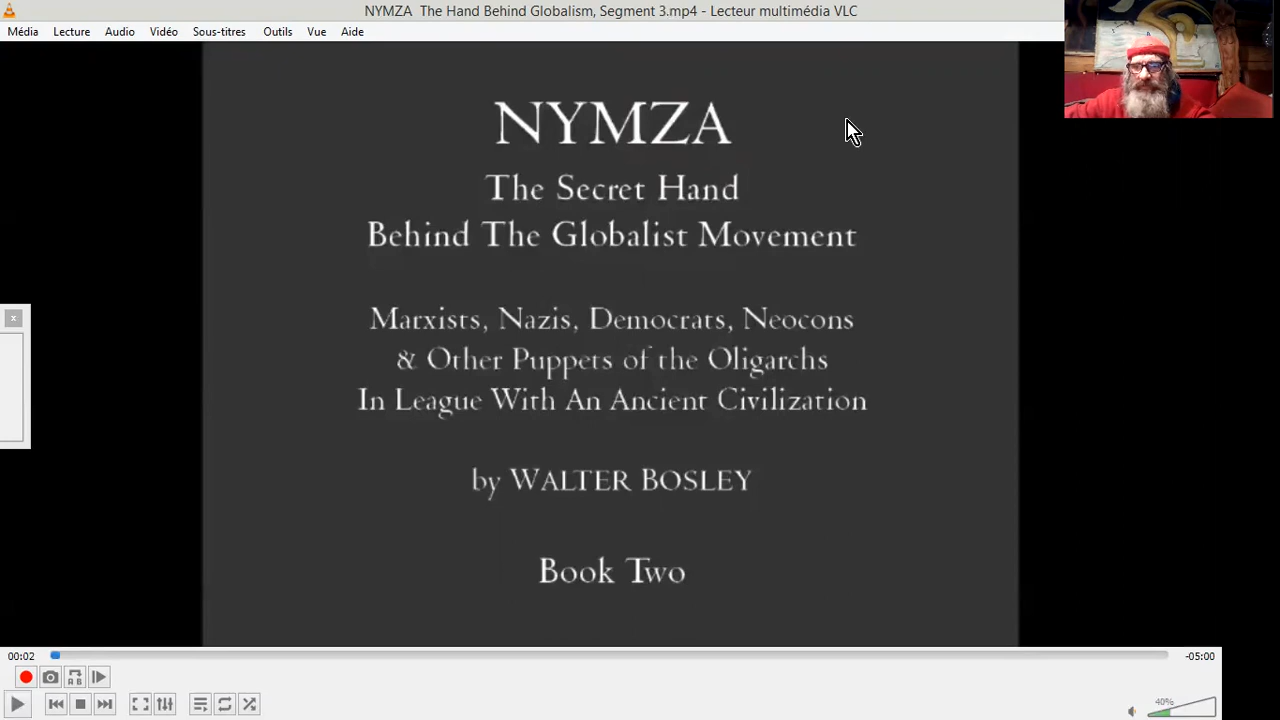 NYMZA  The Hand Behind Globalism, Segment 3.mp4 - Lecteur multimédia VLC
Média Lecture Audio Vidéo Sous-titres Outils Vue Aide
NYMZA
The Secret Hand
Behind The Globalist Movement
Marxists, Nazis, Democrats, Neocons
& Other Puppets of the Oligarchs
In League With An Ancient Civilization
by WALTER BOSLEY
Book Two
00:02 -05:00
40%